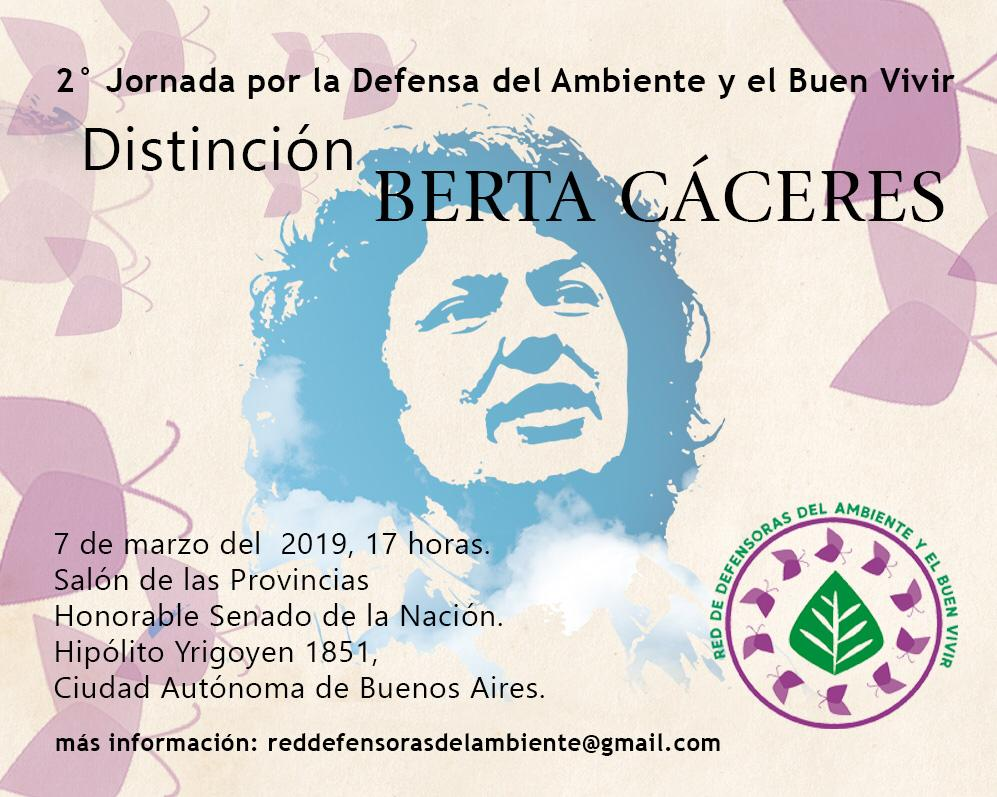 2° Jornada por la Defensa del Ambiente y el Buen Vivir
Distinción
BERTA CÁCERES
7 de marzo del  2019, 17 horas.
Salón de las Provincias
Honorable Senado de la Nación.
Hipólito Yrigoyen 1851,
Ciudad Autónoma de Buenos Aires.
más información: reddefensorasdelambiente@gmail.com
RED DE DEFENSORAS DEL AMBIENTE Y EL BUEN VIVIR